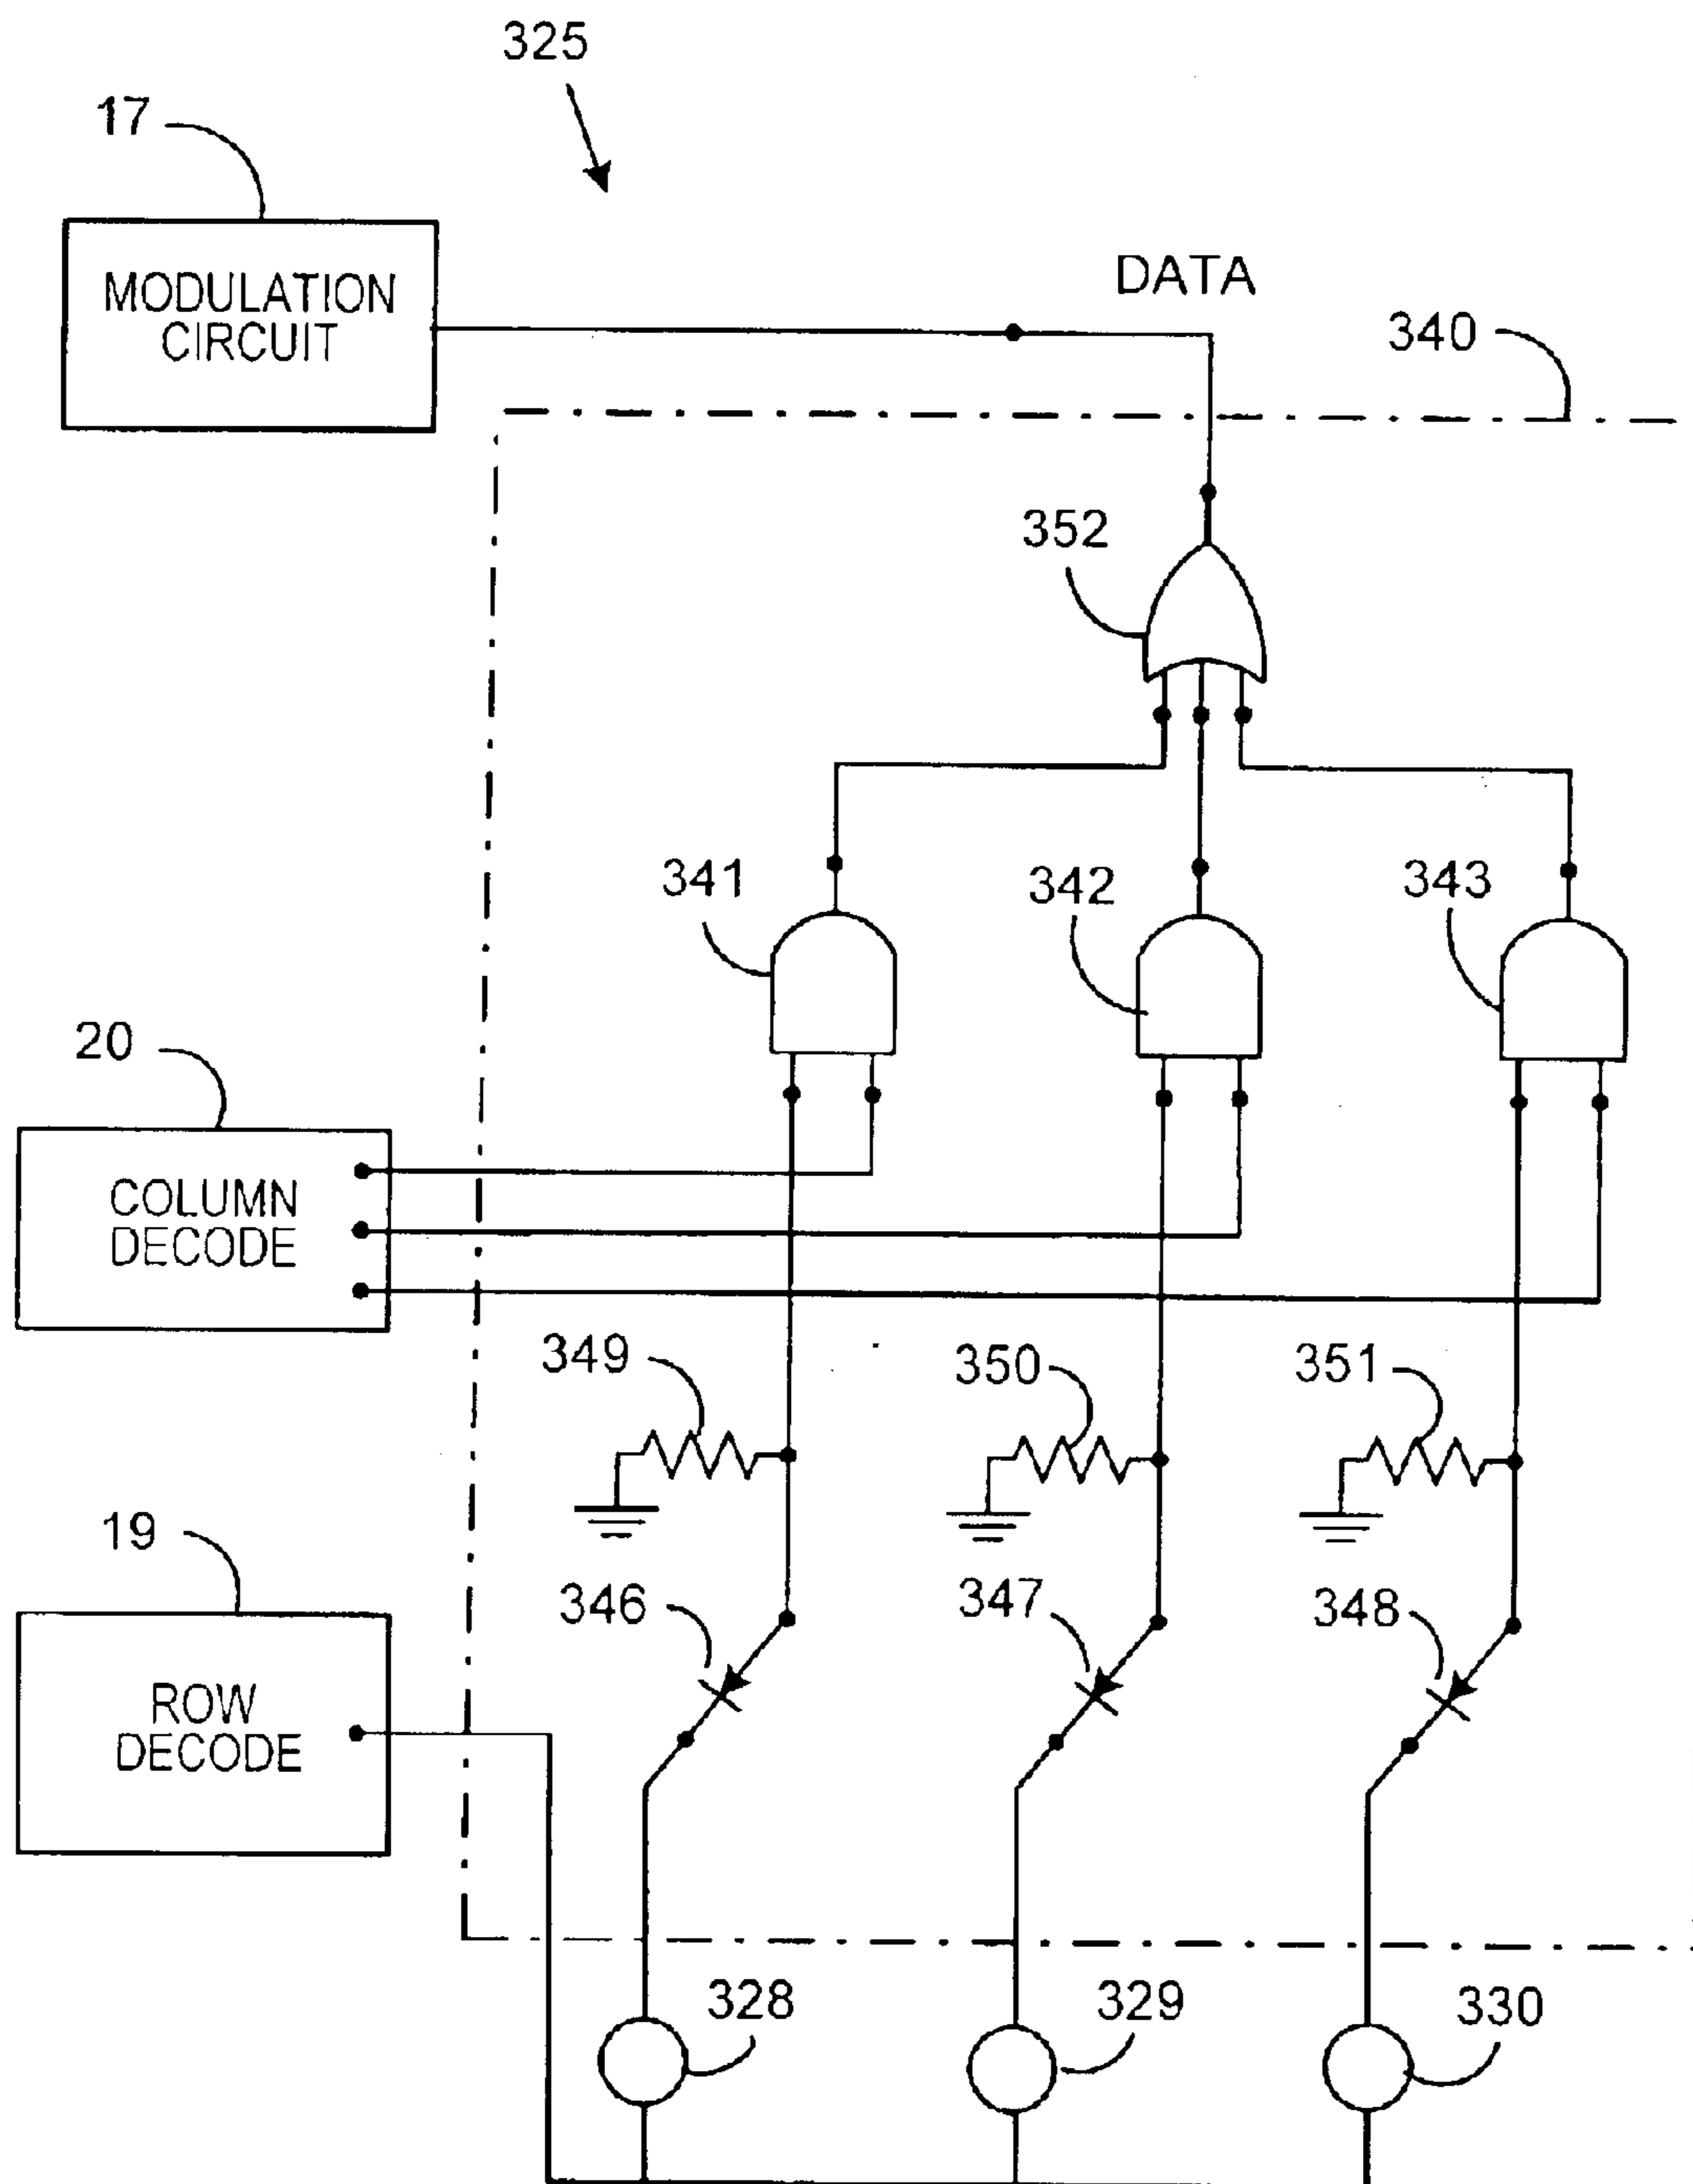 325
17
MODULATION
CIRCUIT
DATA
340
352
341
342
343
20
COLUMN
DECODE
349
350
351
19
ROW
DECODE
346
347
348
328
329
330